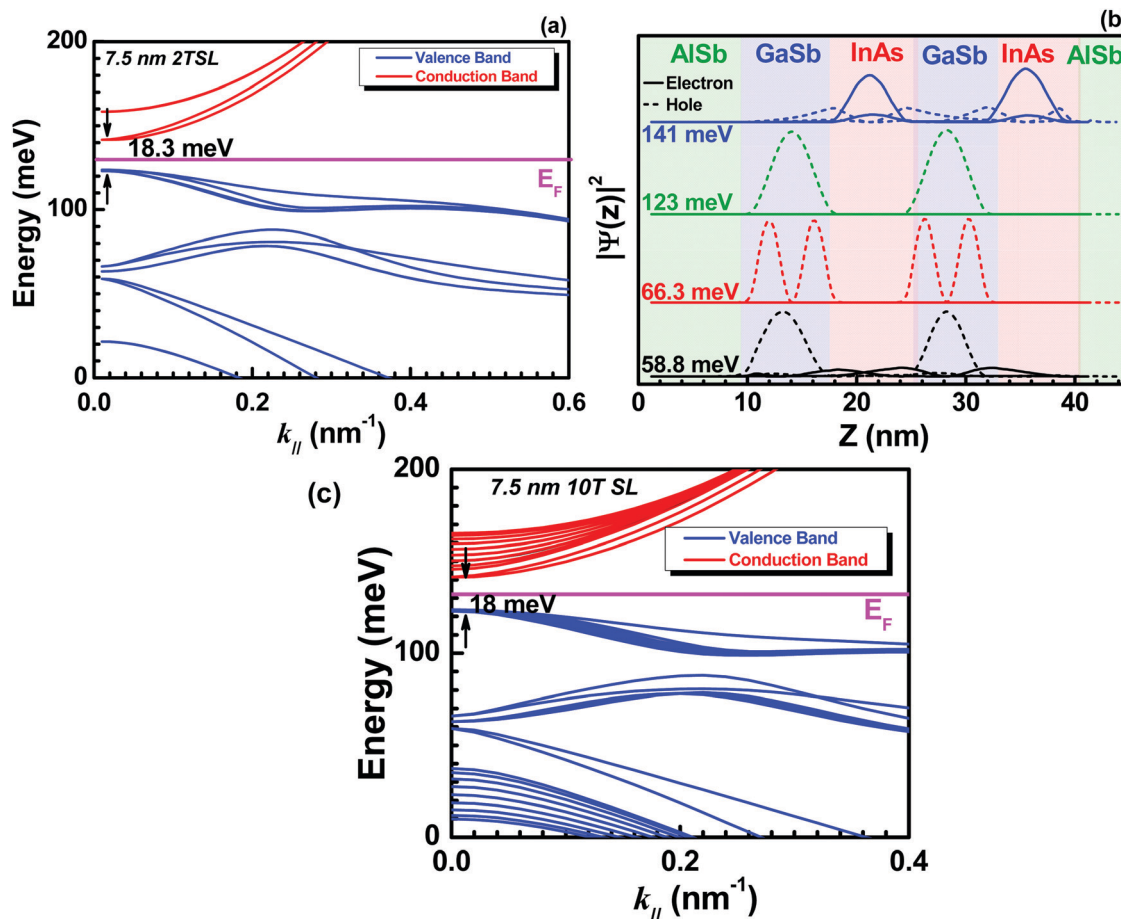 (a)
7.5 nm 2TSL
Valence Band
Conduction Band
18.3 meV
E_F
200
100
0
Energy (meV)
0.0 0.2 0.4 0.6
k_// (nm⁻¹)
(b)
AlSb GaSb InAs GaSb InAs AlSb
Electron
Hole
141 meV
123 meV
66.3 meV
58.8 meV
|Ψ(z)|²
0 10 20 30 40
Z (nm)
(c)
7.5 nm 10T SL
Valence Band
Conduction Band
18 meV
E_F
200
100
0
Energy (meV)
0.0 0.2 0.4
k_// (nm⁻¹)